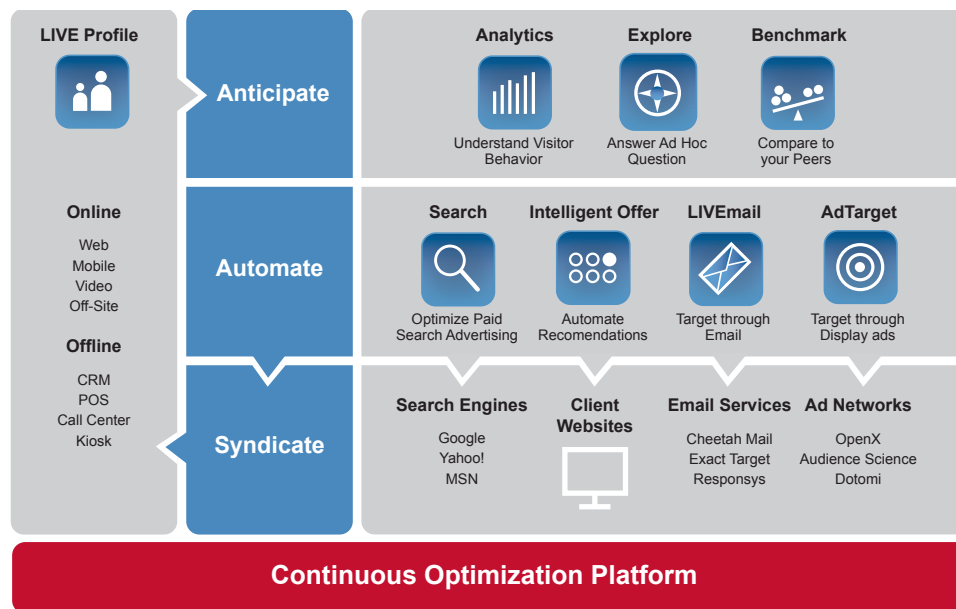 LIVE Profile
Online
Web
Mobile
Video
Off-Site
Offline
CRM
POS
Call Center
Kiosk
Anticipate
Automate
Syndicate
Analytics
Understand Visitor
Behavior
Explore
Answer Ad Hoc
Question
Benchmark
Compare to
your Peers
Search
Optimize Paid
Search Advertising
Intelligent Offer
Automate
Recomendations
LIVEmail
Target through
Email
AdTarget
Target through
Display ads
Search Engines
Google
Yahoo!
MSN
Client
Websites
Email Services
Cheetah Mail
Exact Target
Responsys
Ad Networks
OpenX
Audience Science
Dotomi
Continuous Optimization Platform